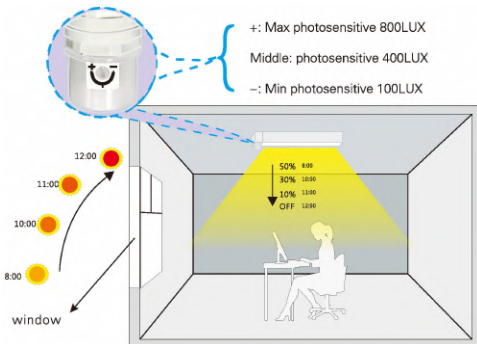 +: Max photosensitive 800LUX
Middle: photosensitive 400LUX
−: Min photosensitive 100LUX
+ −
12:00
11:00
10:00
8:00
50% 8:00
30% 10:00
10% 11:00
OFF 12:00
window